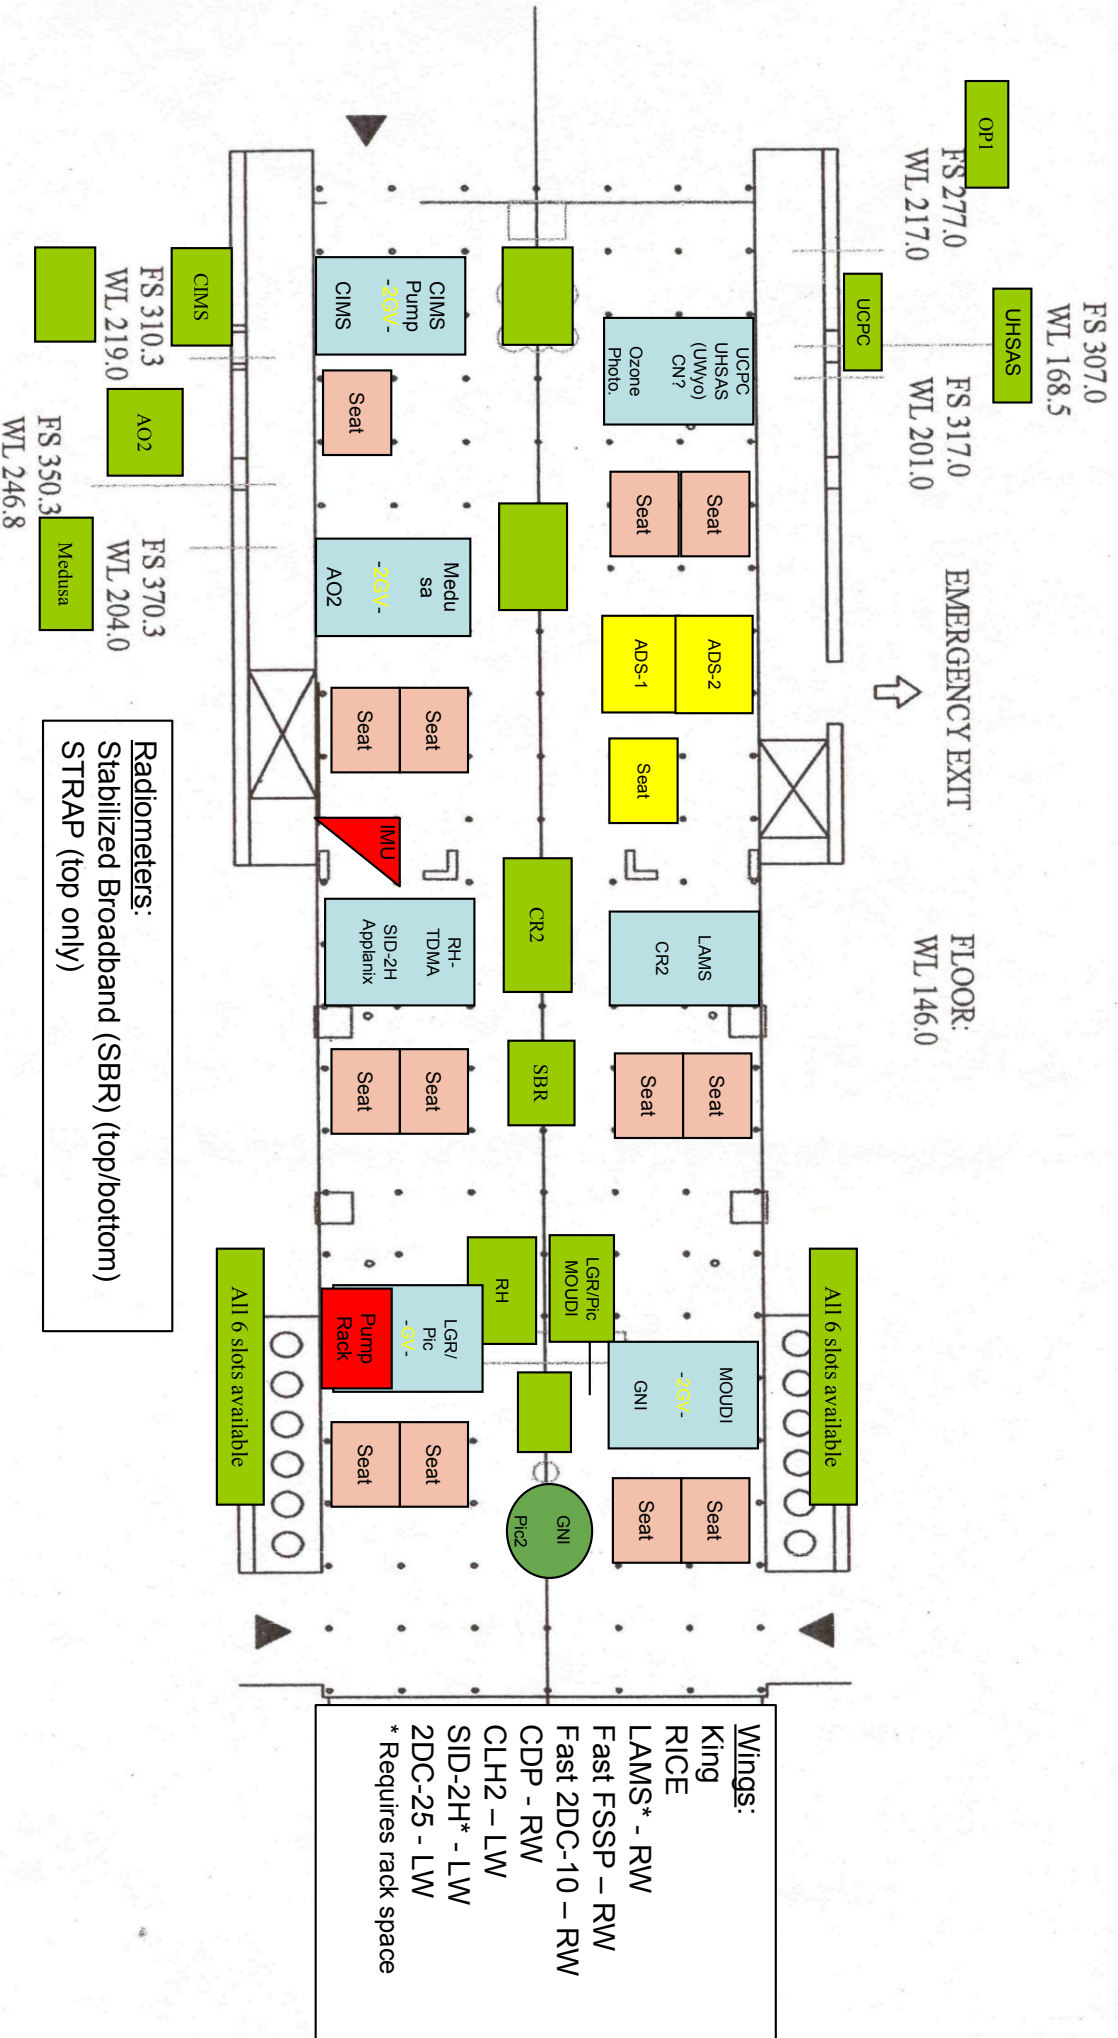 OP1
FS 277.0
WL 217.0
UCPC
UHSAS
FS 307.0
WL 168.5
FS 317.0
WL 201.0
EMERGENCY EXIT
FLOOR:
WL 146.0
All 6 slots available
UCPC
UHSAS
(UWyo)
CN?
Ozone
Photo.
Seat
Seat
ADS-2
ADS-1
Seat
LAMS
CR2
Seat
Seat
MOUDI
-2GV-
GNI
Seat
Seat
CR2
SBR
LGR/Pic
MOUDI
RH
GNI
Pic2
CIMS
Pump
-2GV-
CIMS
Seat
Medu
sa
-2GV-
AO2
Seat
Seat
IMU
RH-
TDMA
SID-2H
Applanix
Seat
Seat
LGR/
Pic
-GV-
Pump
Rack
Seat
Seat
CIMS
FS 310.3
WL 219.0
AO2
FS 350.3
WL 246.8
Medusa
FS 370.3
WL 204.0
All 6 slots available
Radiometers:
Stabilized Broadband (SBR) (top/bottom)
STRAP (top only)
Wings:
King
RICE
LAMS* - RW
Fast FSSP – RW
Fast 2DC-10 – RW
CDP - RW
CLH2 – LW
SID-2H* - LW
2DC-25 - LW
* Requires rack space